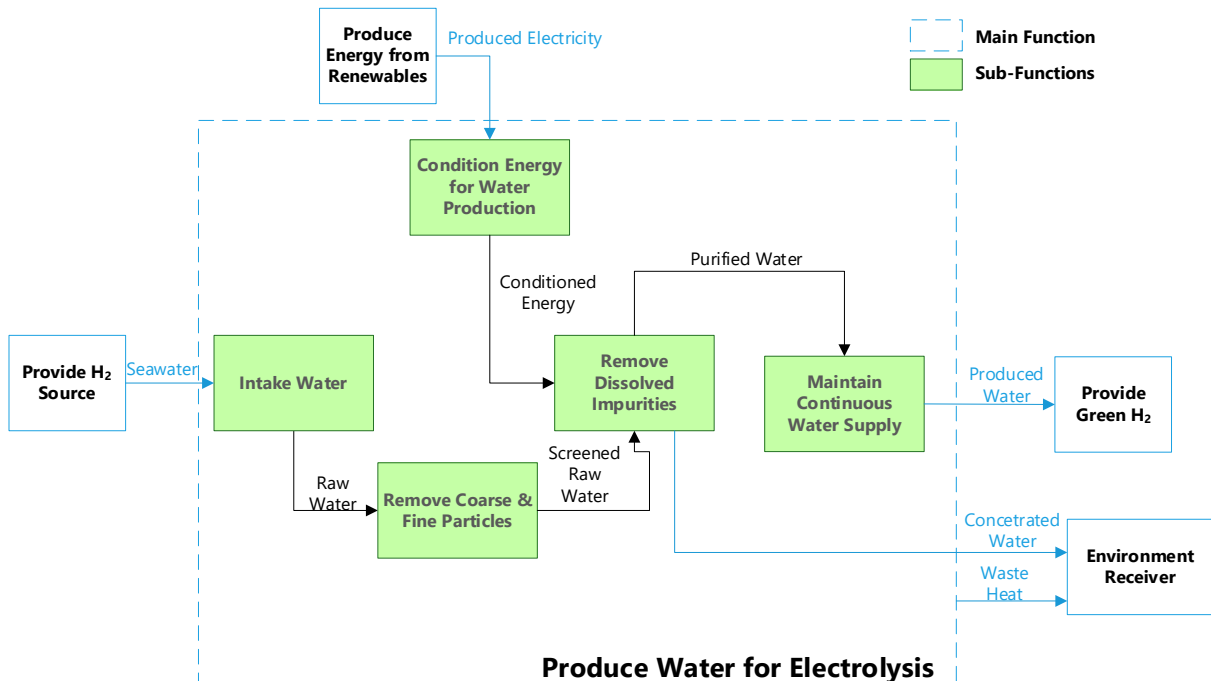 Produce
Energy from
Renewables
Produced Electricity
Main Function
Sub-Functions
Condition Energy
for Water
Production
Conditioned
Energy
Purified Water
Provide H₂
Source
Seawater
Intake Water
Remove
Dissolved
Impurities
Maintain
Continuous
Water Supply
Produced
Water
Provide
Green H₂
Raw
Water
Remove Coarse &
Fine Particles
Screened
Raw
Water
Concetrated
Water
Waste
Heat
Environment
Receiver
Produce Water for Electrolysis